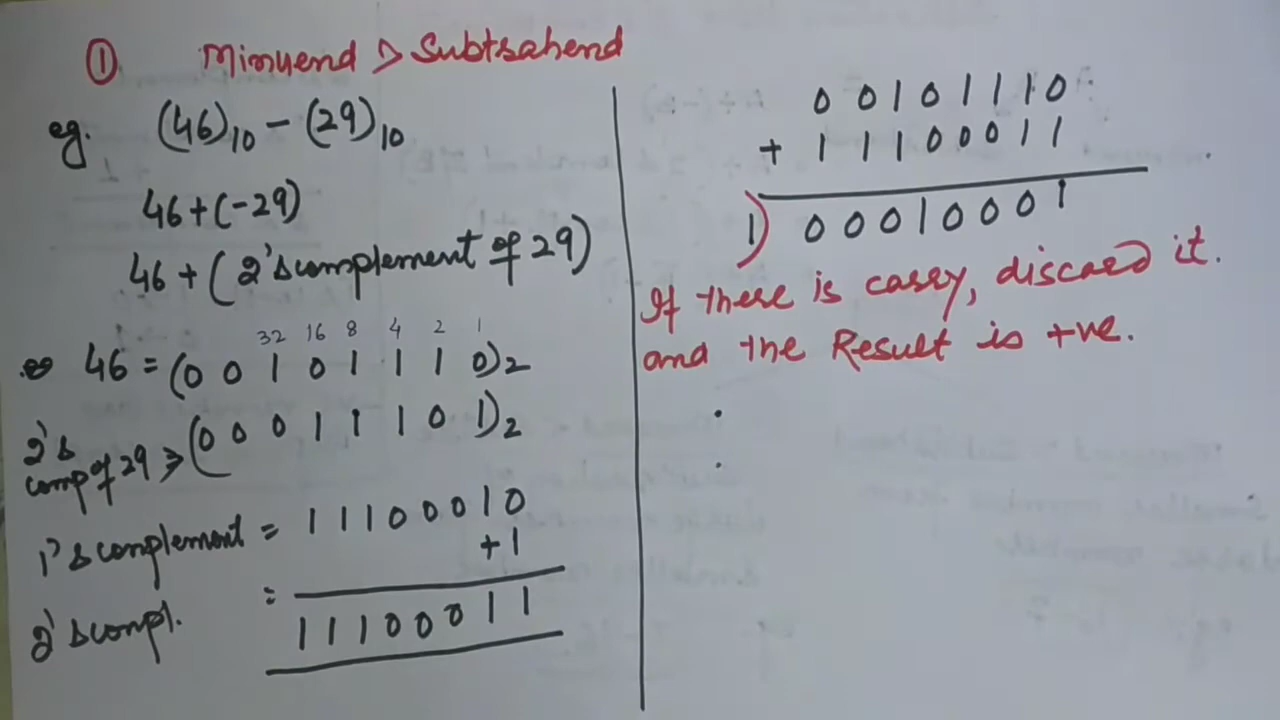 ① Minuend > Subtrahend
eg. (46)10 - (29)10
46+(-29)
46 + (2's complement of 29)
32 16 8 4 2 1
46 = (0 0 1 0 1 1 1 0)2
2's comp of 29 ⇒ (0 0 0 1 1 1 0 1)2
1's complement = 1 1 1 0 0 0 1 0
+1
2's compl. = 1 1 1 0 0 0 1 1
0 0 1 0 1 1 1 0
+ 1 1 1 0 0 0 1 1
1) 0 0 0 1 0 0 0 1
If there is carry, discard it.
and the Result is +ve.